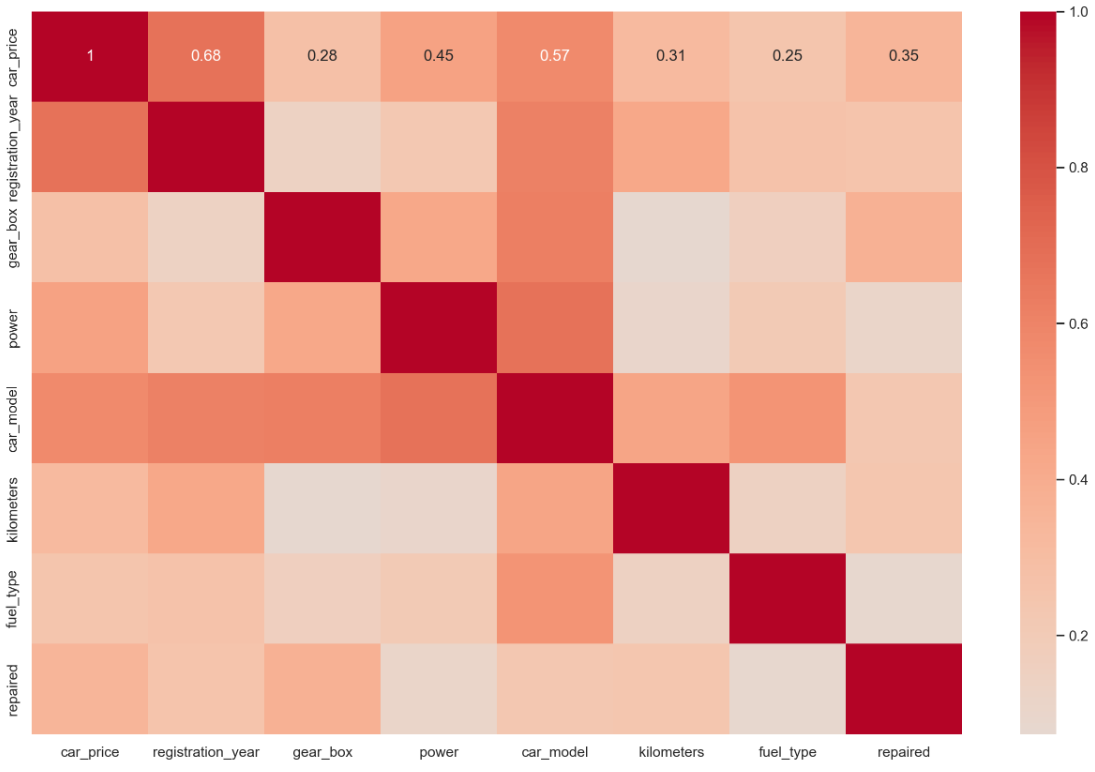 car_price
1 0.68 0.28 0.45 0.57 0.31 0.25 0.35
registration_year
gear_box
power
car_model
kilometers
fuel_type
repaired
car_price registration_year gear_box power car_model kilometers fuel_type repaired
1.0
0.8
0.6
0.4
0.2